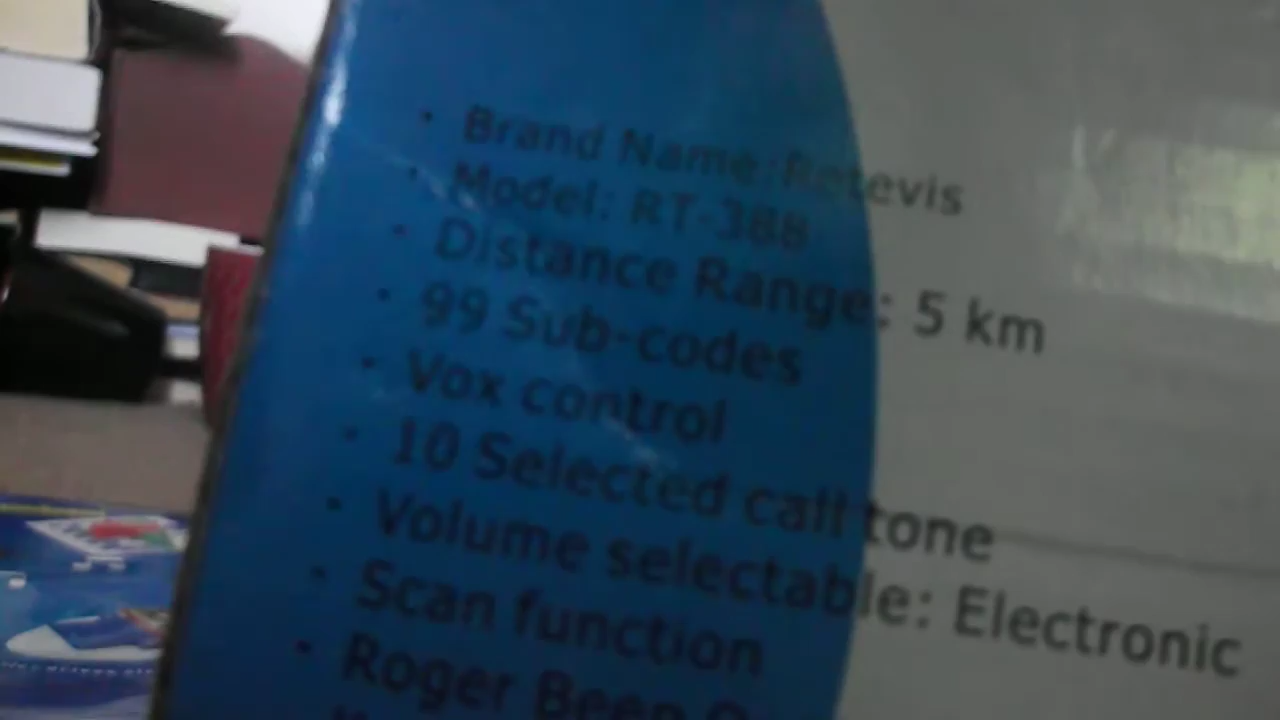 · Brand Name: Retevis
· Model: RT-388
· Distance Range: 5 km
· 99 Sub-codes
· Vox control
· 10 Selected call tone
· Volume selectable: Electronic
· Scan function
· Roger Beep